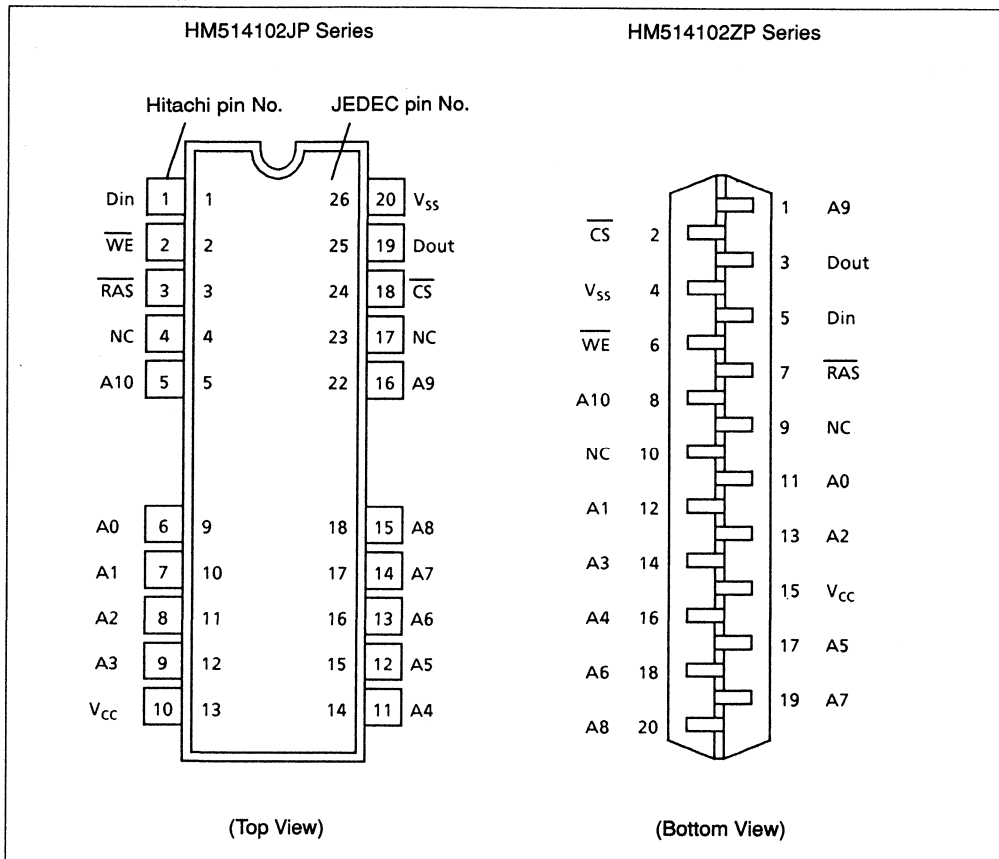 HM514102JP Series
Hitachi pin No. JEDEC pin No.
Din 1 1 26 20 VSS
WE 2 2 25 19 Dout
RAS 3 3 24 18 CS
NC 4 4 23 17 NC
A10 5 5 22 16 A9
A0 6 9 18 15 A8
A1 7 10 17 14 A7
A2 8 11 16 13 A6
A3 9 12 15 12 A5
VCC 10 13 14 11 A4
(Top View)
HM514102ZP Series
1 A9
CS 2
3 Dout
VSS 4
5 Din
WE 6
7 RAS
A10 8
9 NC
NC 10
11 A0
A1 12
13 A2
A3 14
15 VCC
A4 16
17 A5
A6 18
19 A7
A8 20
(Bottom View)